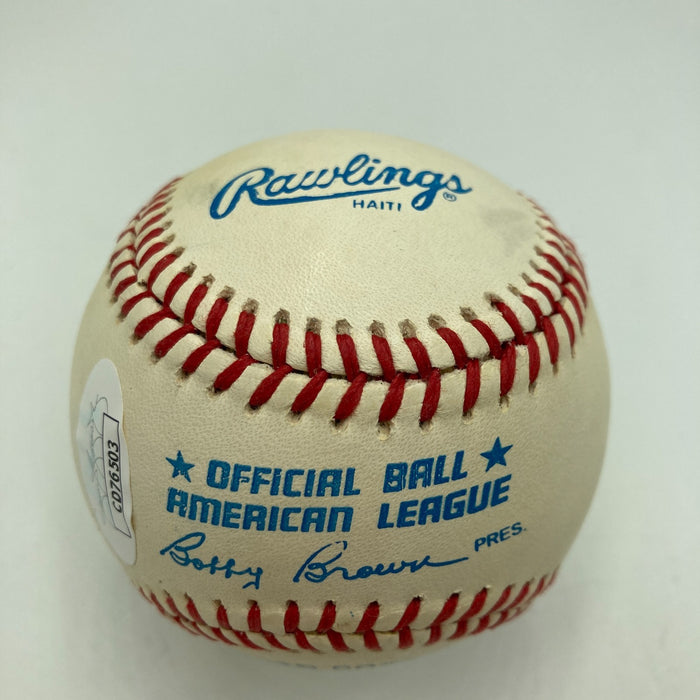 Rawlings®
HAITI
★ OFFICIAL BALL ★
AMERICAN LEAGUE
Bobby Brown PRES.
CD76503